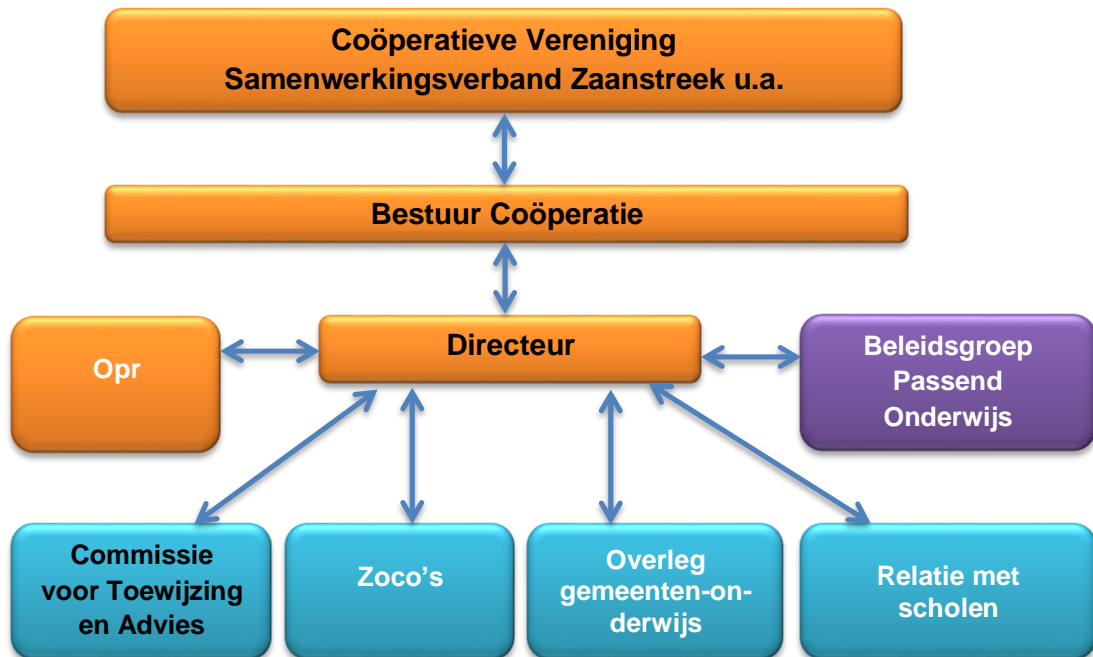 Coöperatieve Vereniging
Samenwerkingsverband Zaanstreek u.a.
Bestuur Coöperatie
Directeur
Opr
Beleidsgroep
Passend
Onderwijs
Commissie
voor Toewijzing
en Advies
Zoco’s
Overleg
gemeenten-on-
derwijs
Relatie met
scholen